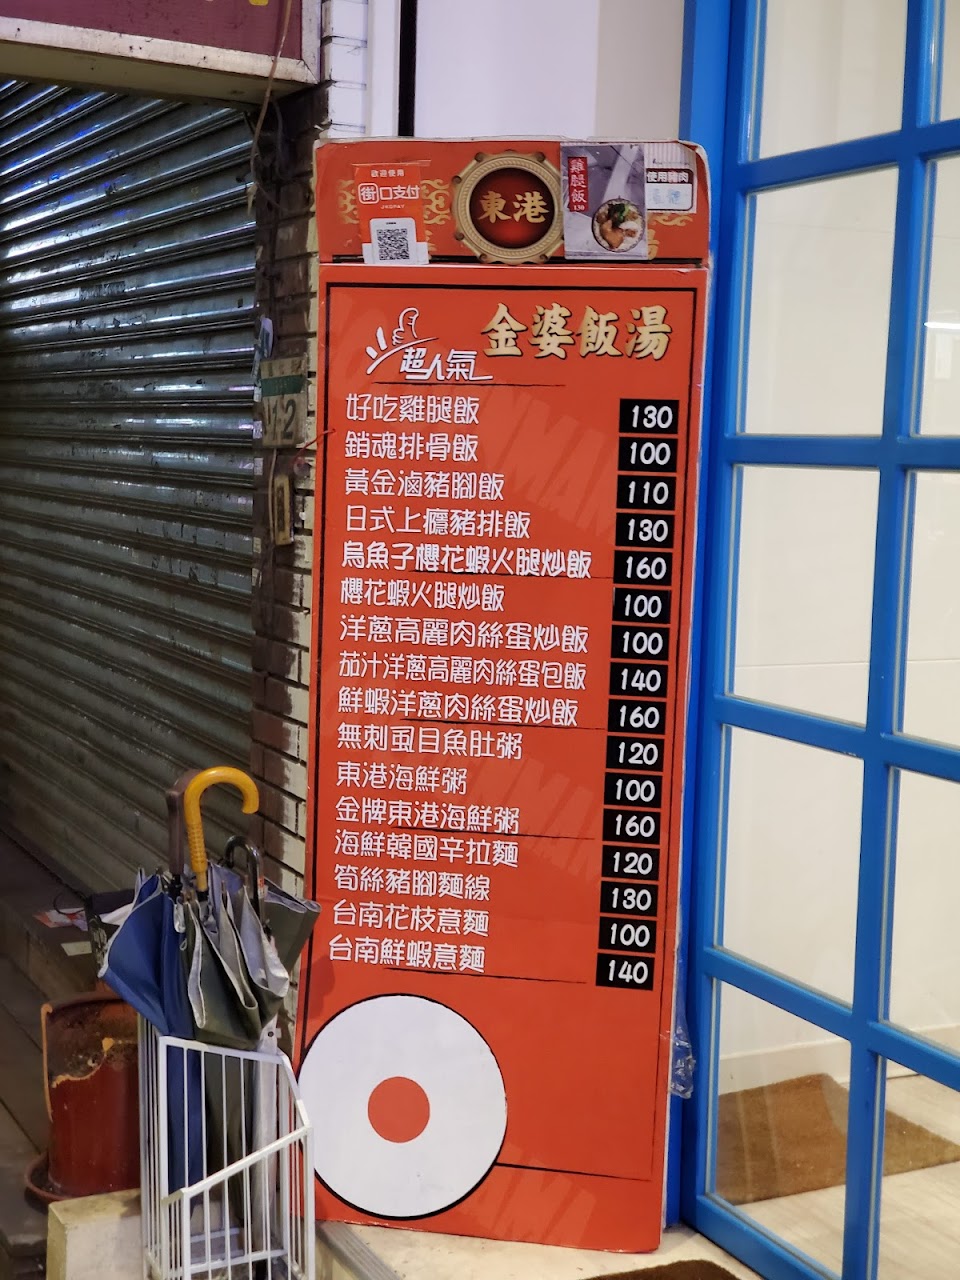 歡迎使用
街口支付
JKOPAY
東港
雞腿飯
130
使用豬肉
湯
金婆飯湯
超人氣
好吃雞腿飯 130
銷魂排骨飯 100
黃金滷豬腳飯 110
日式上癮豬排飯 130
烏魚子櫻花蝦火腿炒飯 160
櫻花蝦火腿炒飯 100
洋蔥高麗肉絲蛋炒飯 100
茄汁洋蔥高麗肉絲蛋包飯 140
鮮蝦洋蔥肉絲蛋炒飯 160
無刺虱目魚肚粥 120
東港海鮮粥 100
金牌東港海鮮粥 160
海鮮韓國辛拉麵 120
筍絲豬腳麵線 130
台南花枝意麵 100
台南鮮蝦意麵 140
12